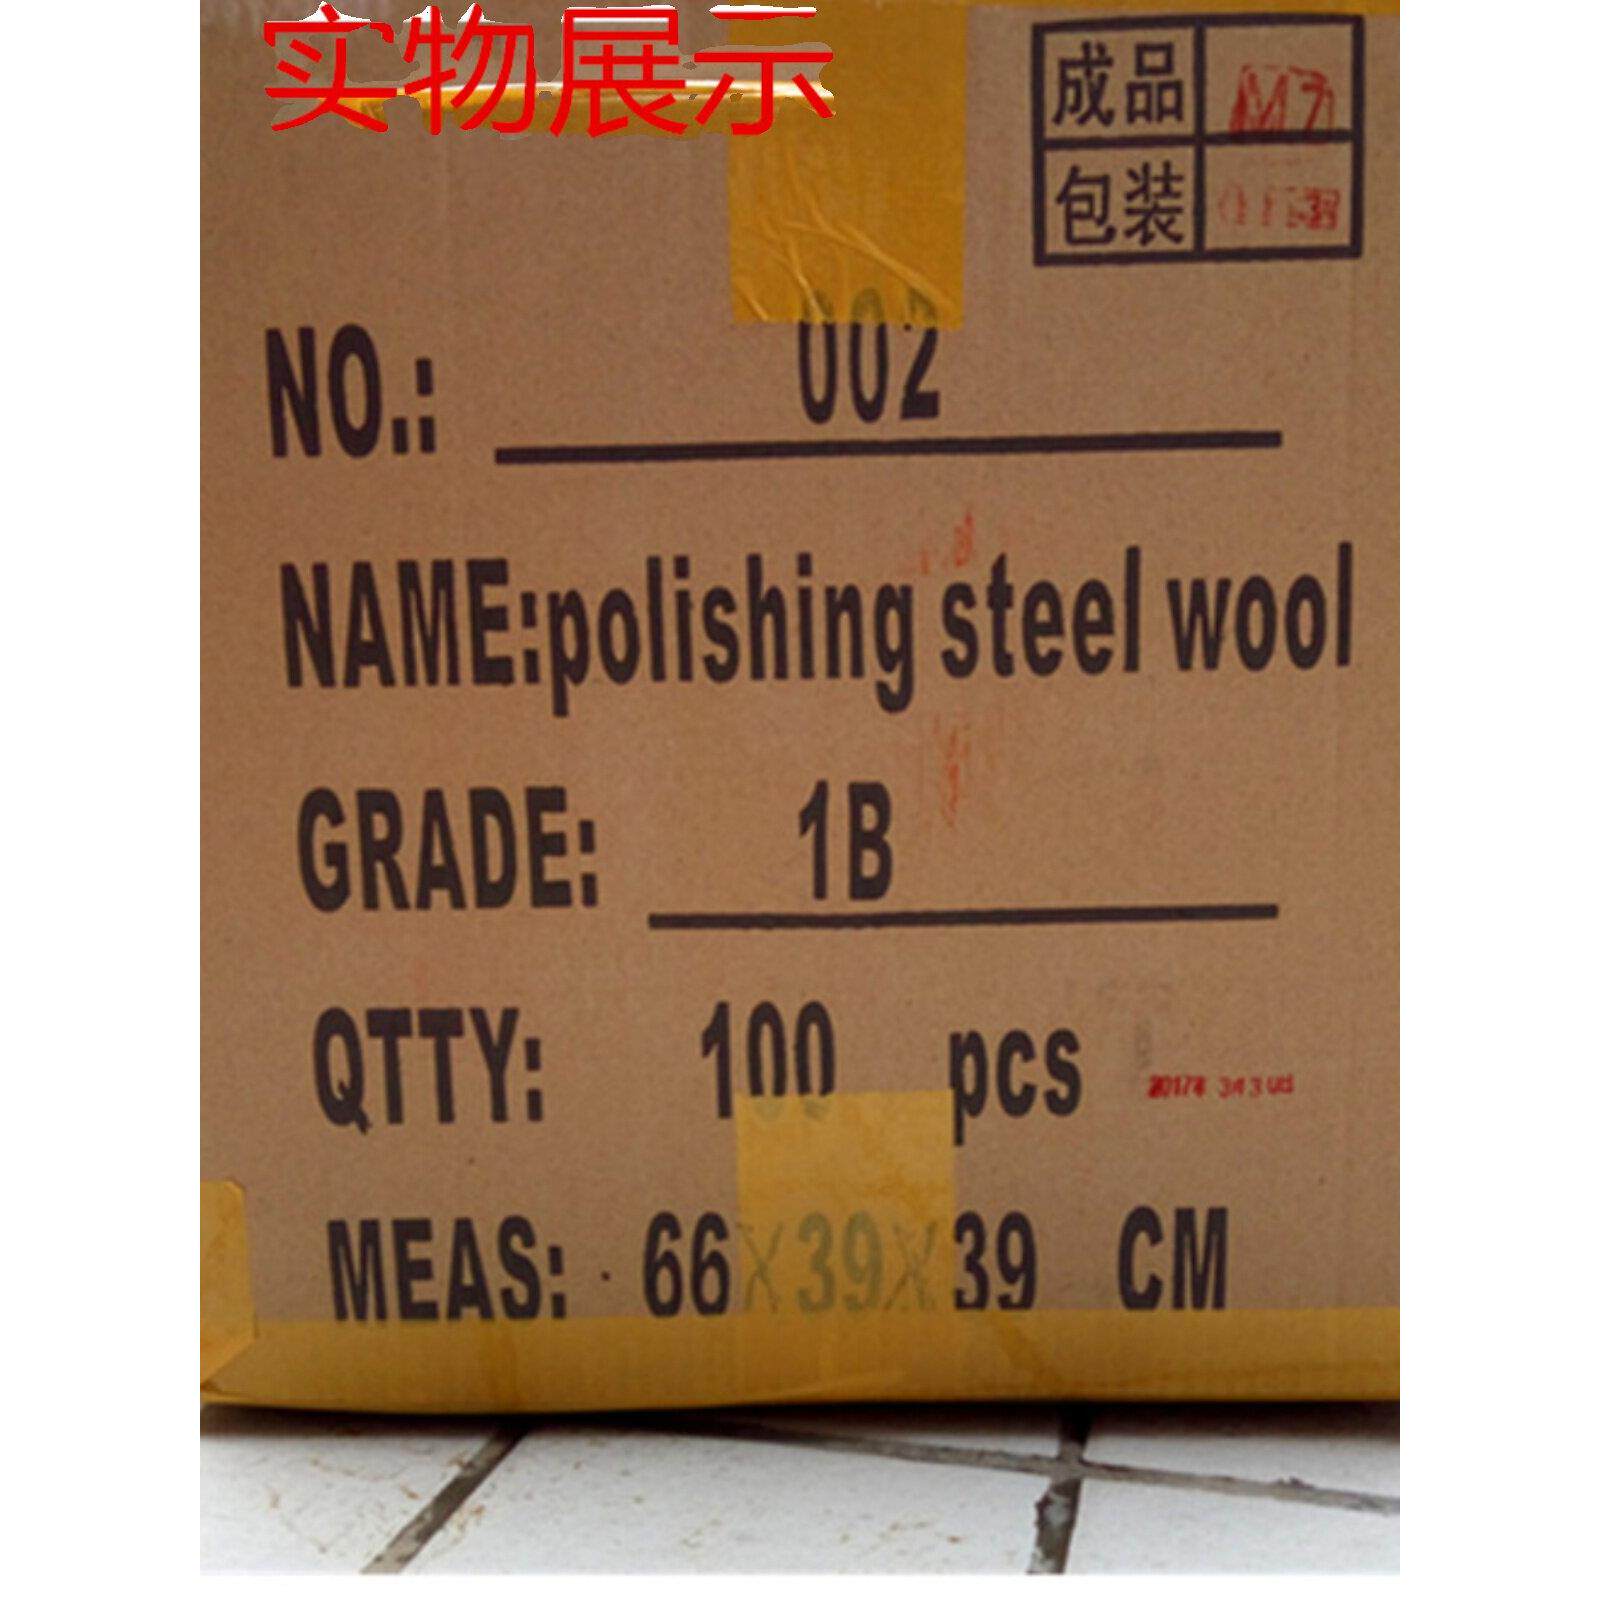 实物展示
成品
包装
NO.: 002
NAME:polishing steel wool
GRADE: 1B
QTTY: 100 pcs
MEAS: 66X39X39 CM